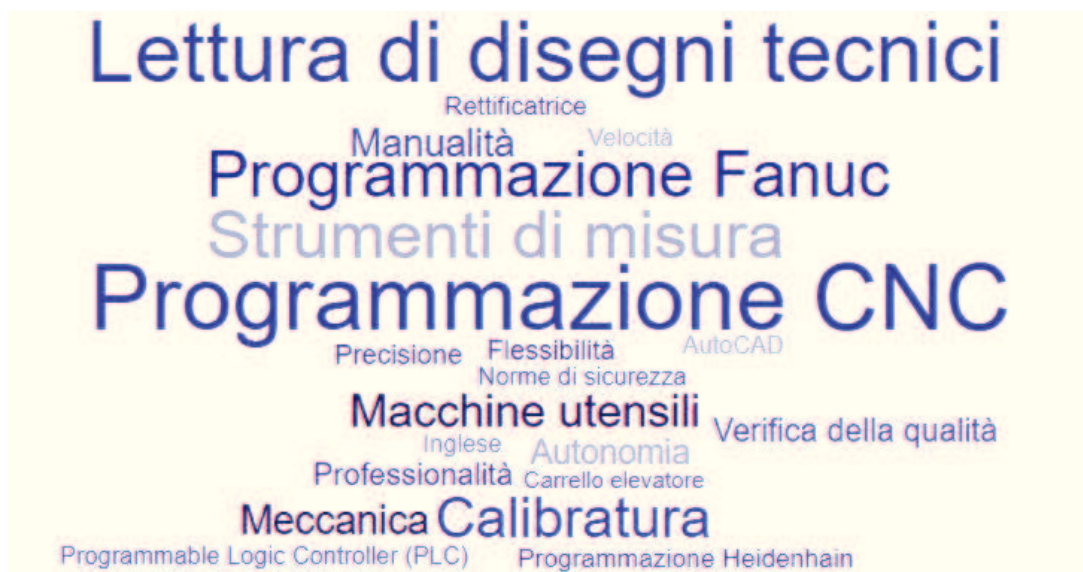 Lettura di disegni tecnici
Rettificatrice
Manualità Velocità
Programmazione Fanuc
Strumenti di misura
Programmazione CNC
Precisione Flessibilità AutoCAD
Norme di sicurezza
Macchine utensili Verifica della qualità
Inglese Autonomia
Professionalità Carrello elevatore
Meccanica Calibratura
Programmable Logic Controller (PLC) Programmazione Heidenhain